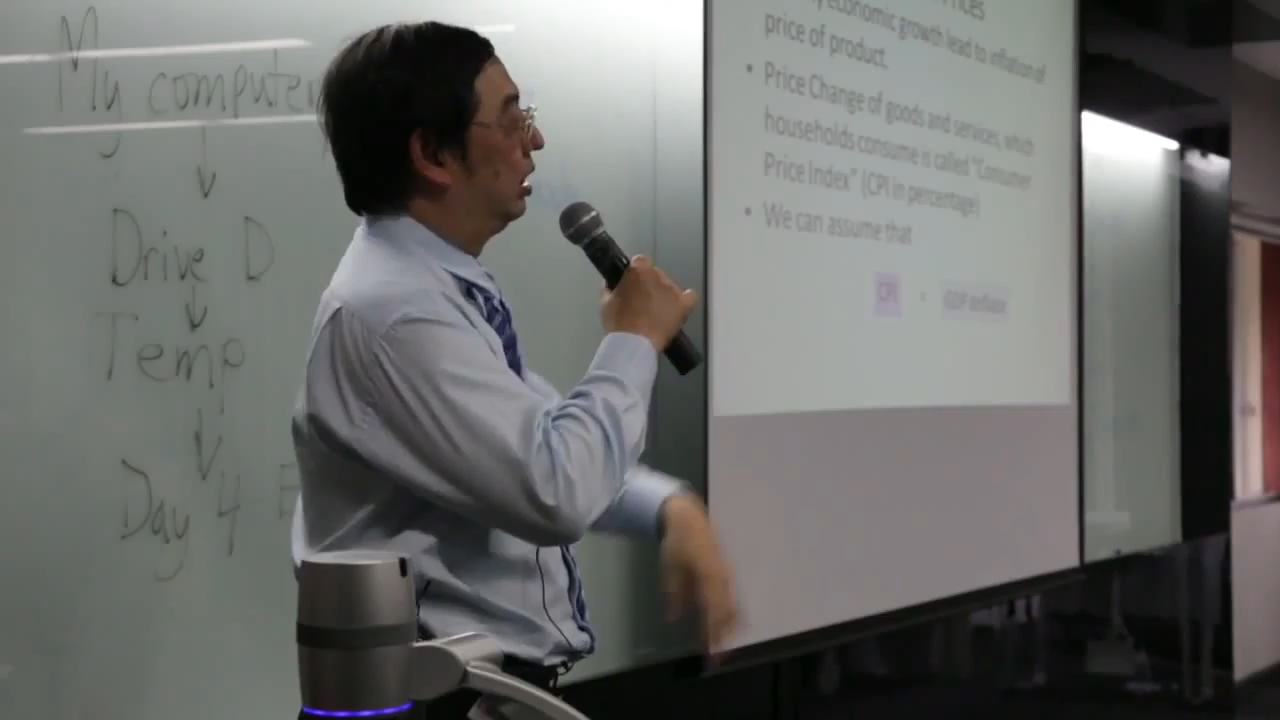 My computer
Drive D
Temp
Day 4
economic growth lead to inflation of
price of product.
• Price Change of goods and services, which
households consume is called "Consumer
Price Index" (CPI in percentage)
• We can assume that
CPI = GDP deflator